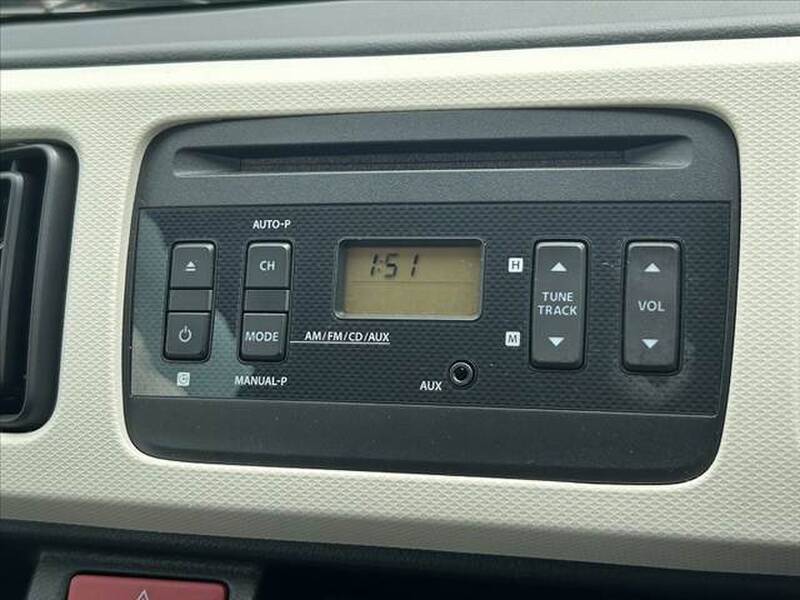 AUTO-P
CH
MODE
MANUAL-P
AM/FM/CD/AUX
1:51
AUX
H
M
TUNE
TRACK
VOL